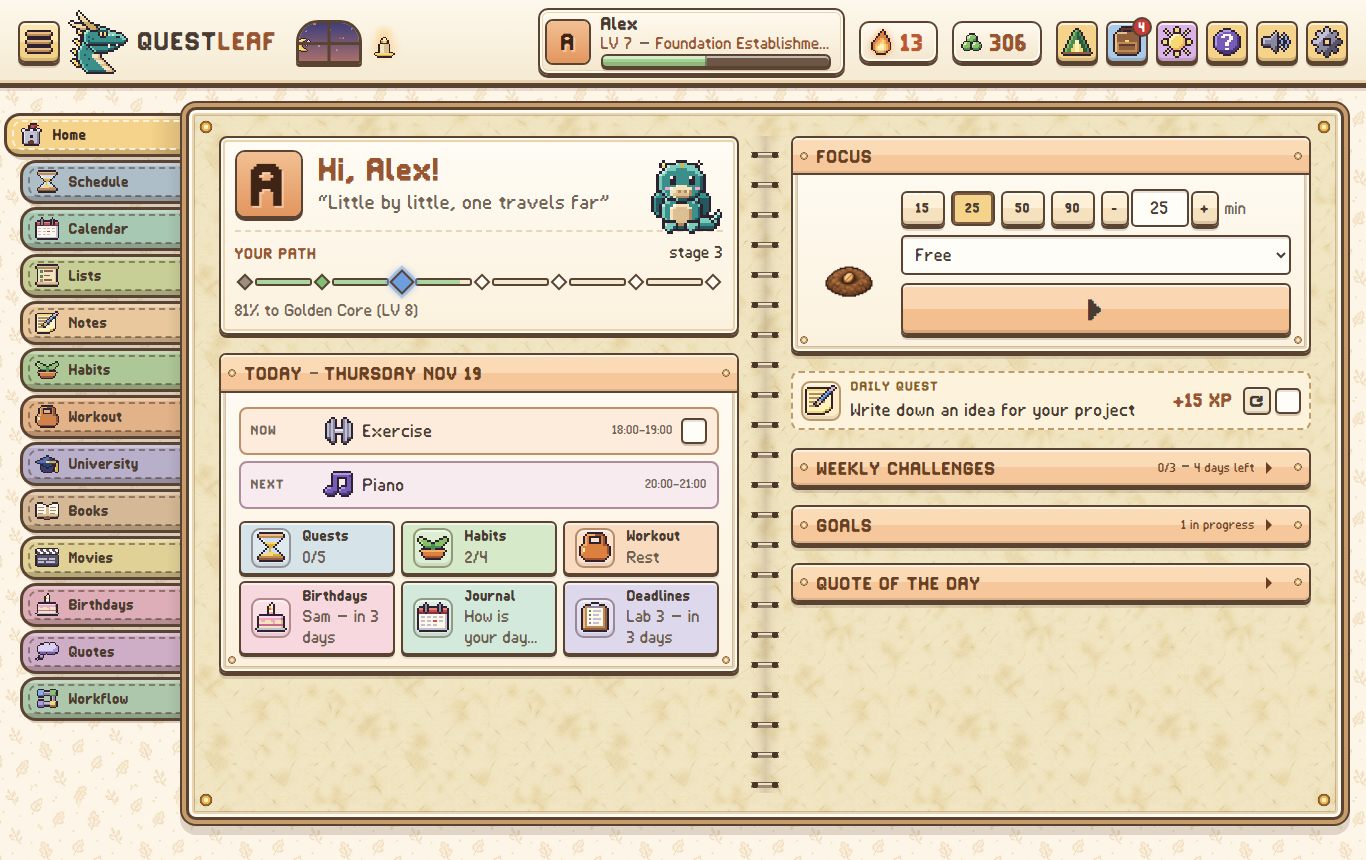 QUESTLEAF
A
Alex
LV 7 – Foundation Establishme...
13
306
4
Home
Schedule
Calendar
Lists
Notes
Habits
Workout
University
Books
Movies
Birthdays
Quotes
Workflow
A
Hi, Alex!
“Little by little, one travels far”
YOUR PATH
stage 3
81% to Golden Core (LV 8)
TODAY – THURSDAY NOV 19
NOW
Exercise
18:00–19:00
NEXT
Piano
20:00–21:00
Quests
0/5
Habits
2/4
Workout
Rest
Birthdays
Sam – in 3
days
Journal
How is
your day...
Deadlines
Lab 3 – in
3 days
FOCUS
15
25
50
90
-
25
+
min
Free
DAILY QUEST
Write down an idea for your project
+15 XP
WEEKLY CHALLENGES
0/3 – 4 days left
GOALS
1 in progress
QUOTE OF THE DAY